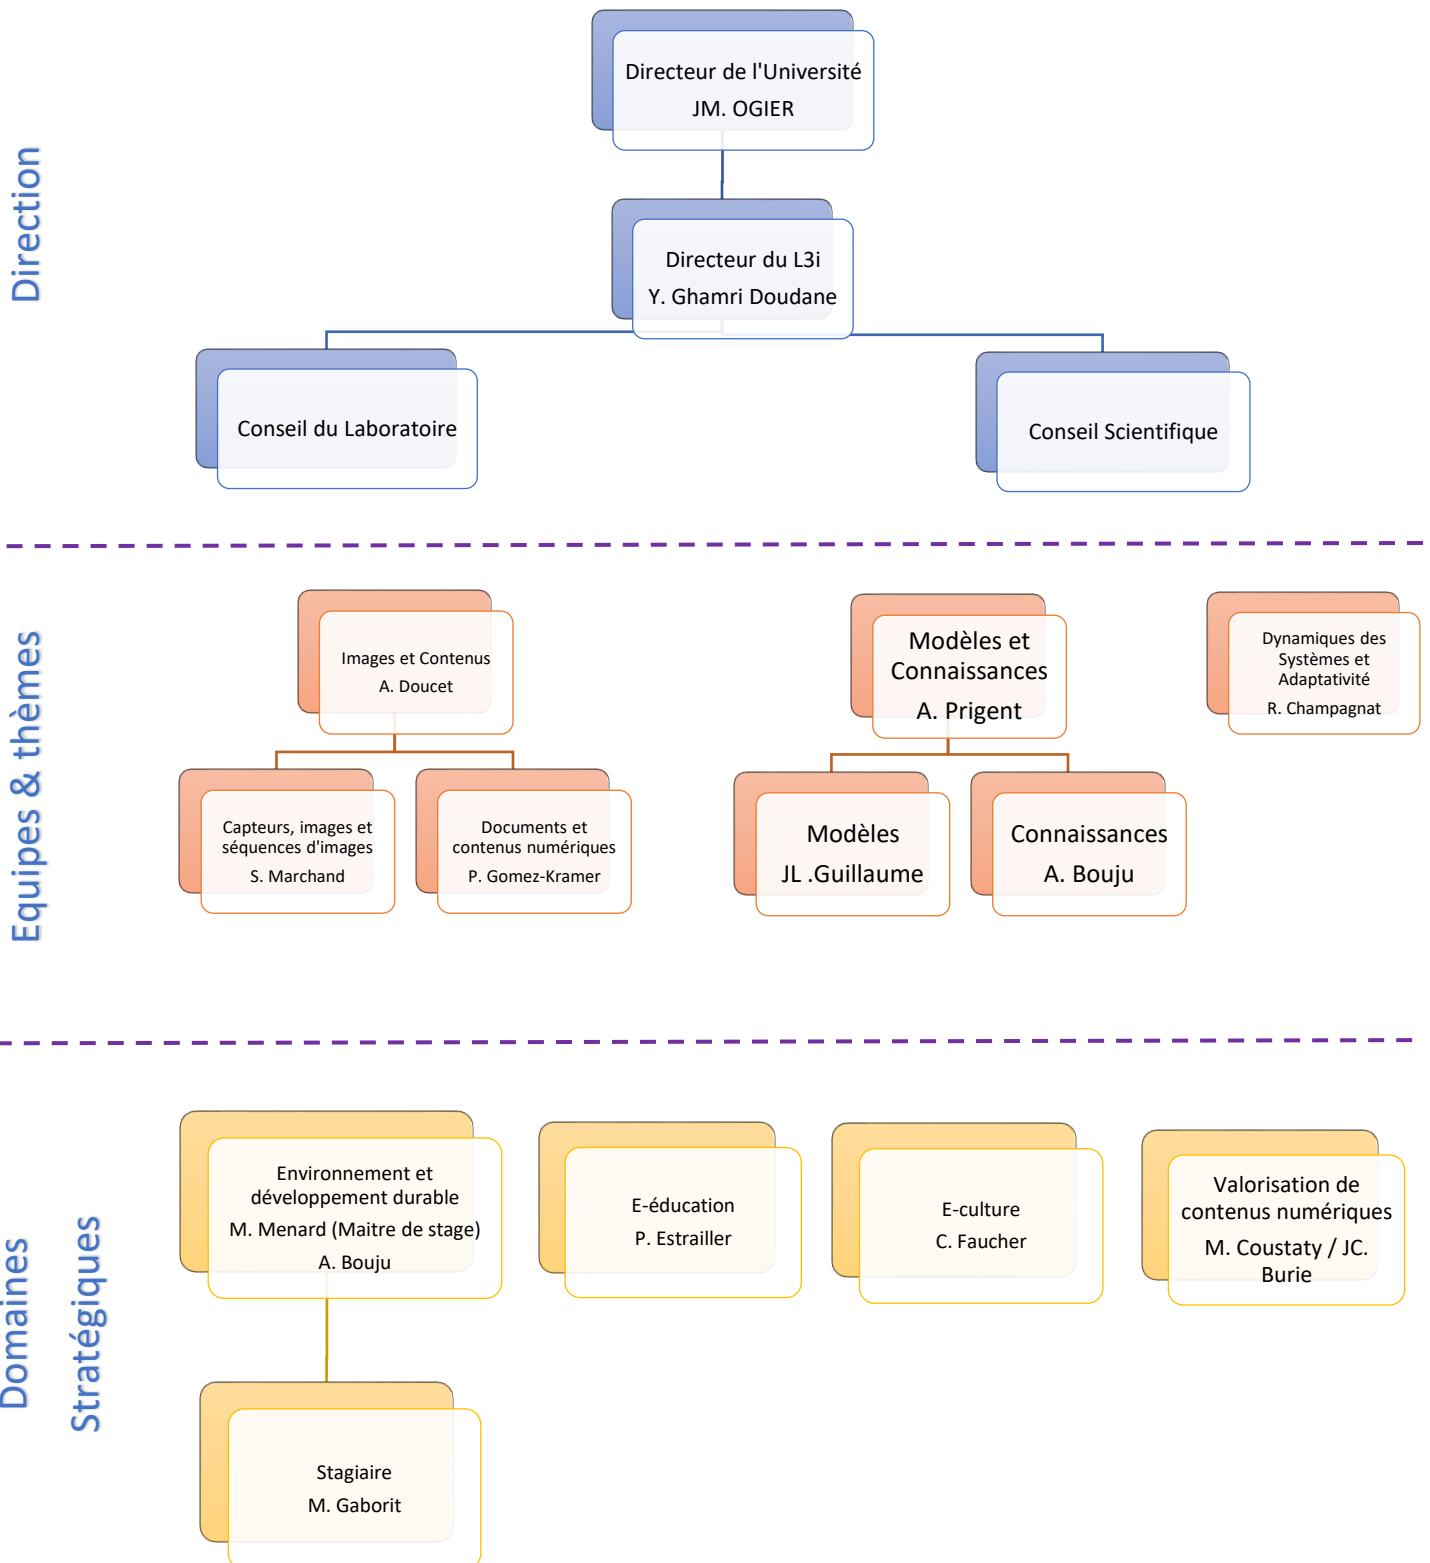 Direction
Directeur de l'Université
JM. OGIER
Directeur du L3i
Y. Ghamri Doudane
Conseil du Laboratoire
Conseil Scientifique
Equipes & thèmes
Images et Contenus
A. Doucet
Capteurs, images et
séquences d'images
S. Marchand
Documents et
contenus numériques
P. Gomez-Kramer
Modèles et
Connaissances
A. Prigent
Modèles
JL .Guillaume
Connaissances
A. Bouju
Dynamiques des
Systèmes et
Adaptativité
R. Champagnat
Domaines
Stratégiques
Environnement et
développement durable
M. Menard (Maitre de stage)
A. Bouju
Stagiaire
M. Gaborit
E-éducation
P. Estrailler
E-culture
C. Faucher
Valorisation de
contenus numériques
M. Coustaty / JC.
Burie